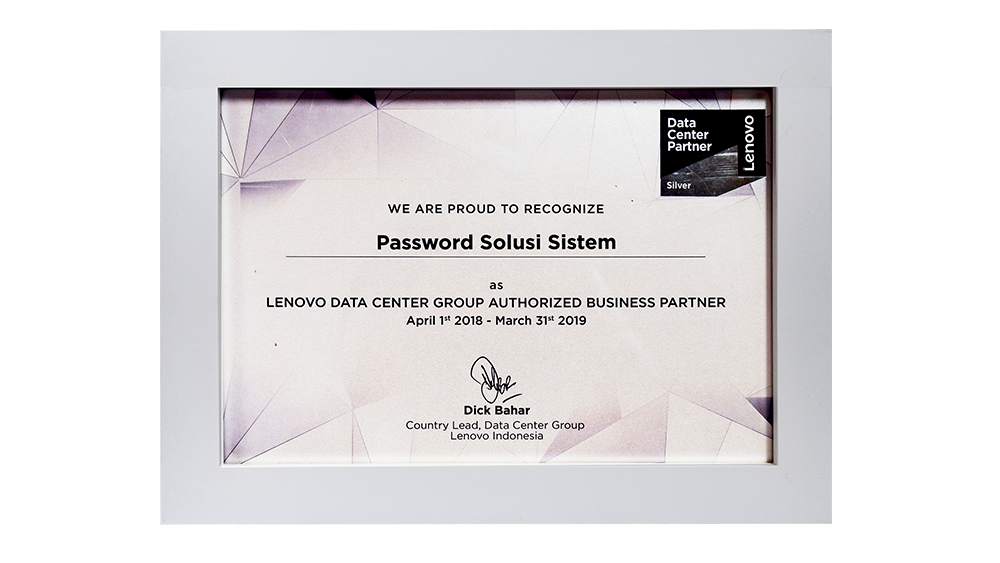 Data
Center
Partner
Lenovo
Silver
WE ARE PROUD TO RECOGNIZE
Password Solusi Sistem
as
LENOVO DATA CENTER GROUP AUTHORIZED BUSINESS PARTNER
April 1st 2018 - March 31st 2019
Dick Bahar
Country Lead, Data Center Group
Lenovo Indonesia